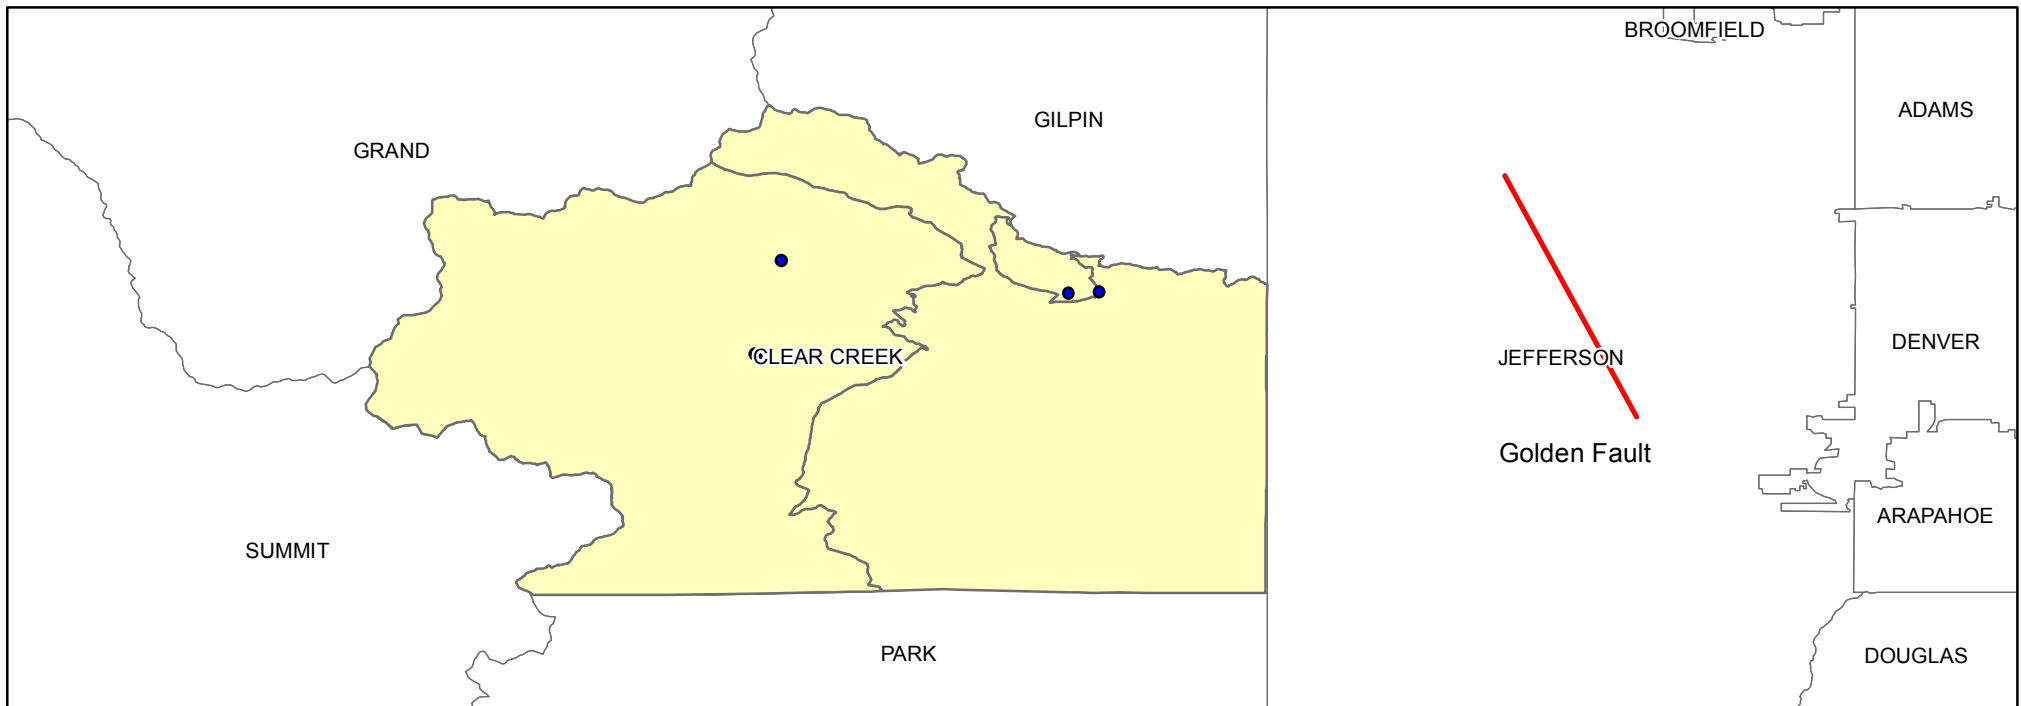 BROOMFIELD
ADAMS
GILPIN
GRAND
DENVER
CLEAR CREEK
JEFFERSON
Golden Fault
ARAPAHOE
SUMMIT
PARK
DOUGLAS